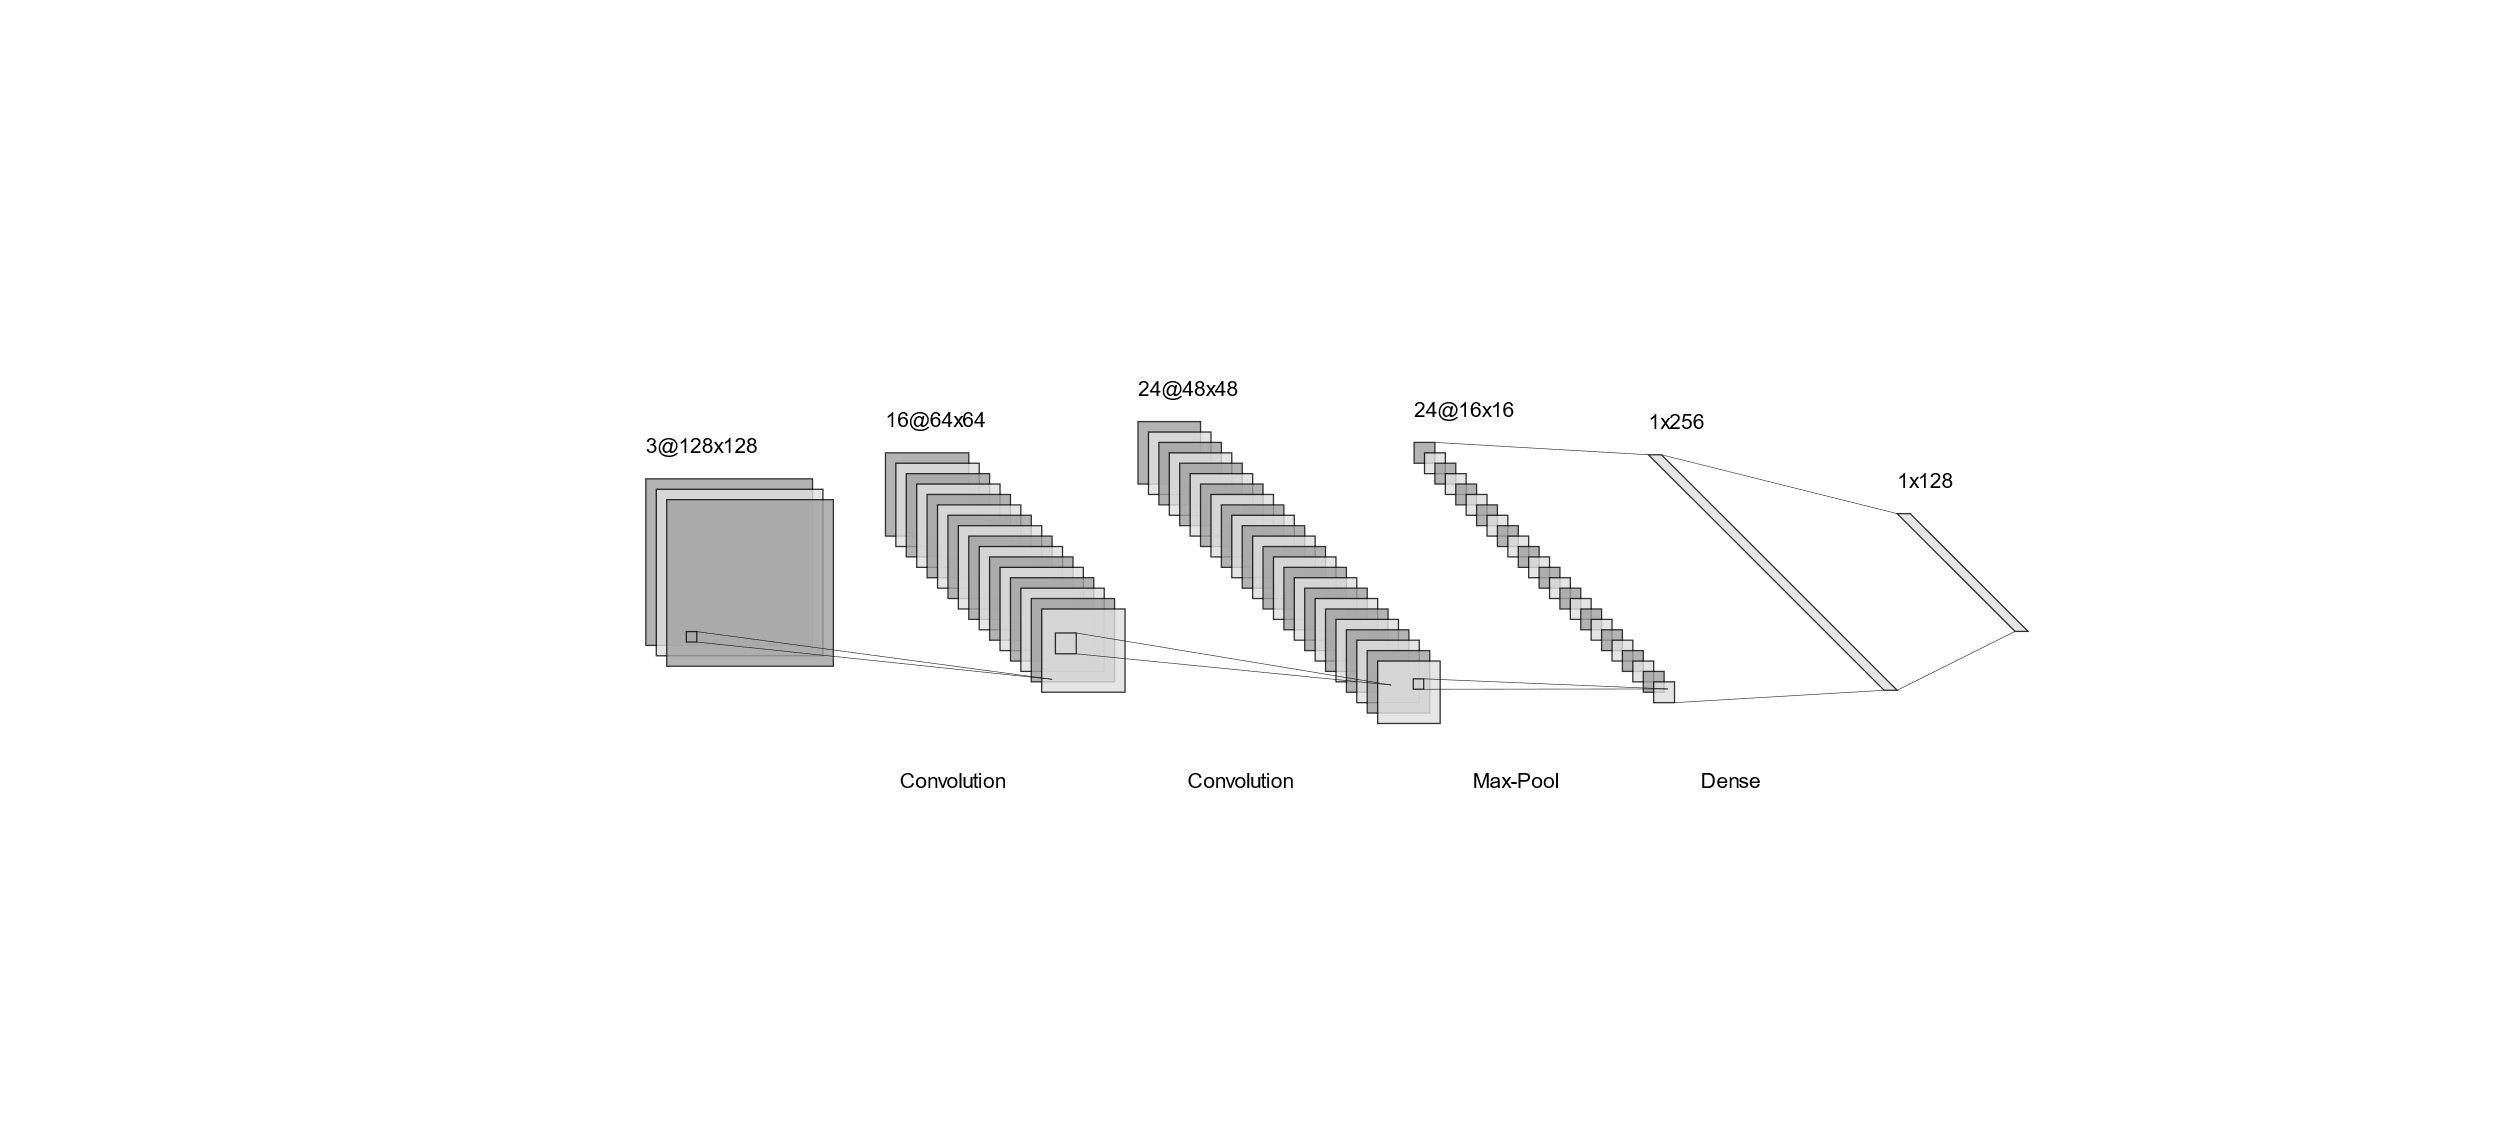 3@128x128
16@64x64
24@48x48
24@16x16
1x256
1x128
Convolution
Convolution
Max-Pool
Dense